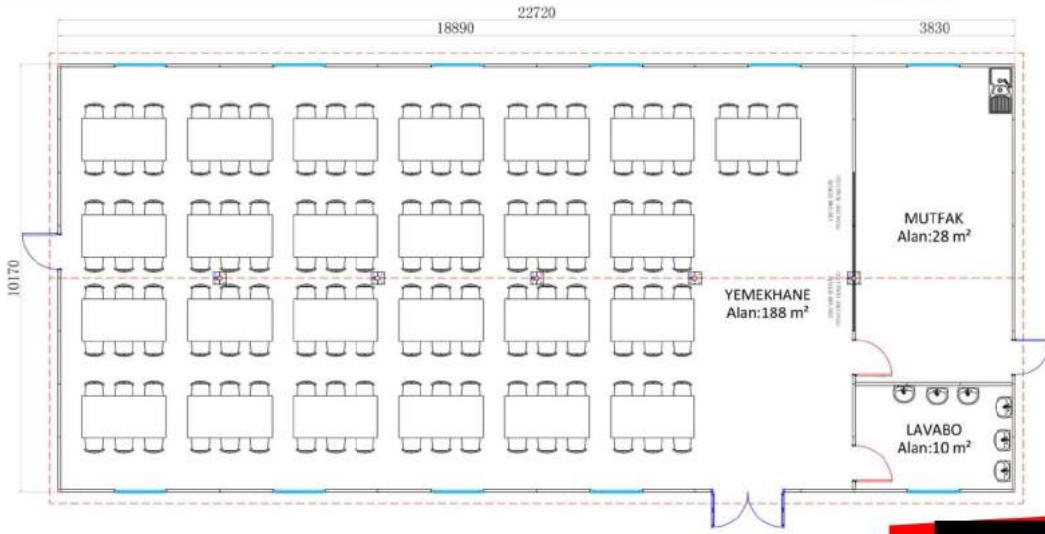 22720
18890
3830
10170
MUTFAK
Alan:28 m²
YEMEKHANE
Alan:188 m²
LAVABO
Alan:10 m²